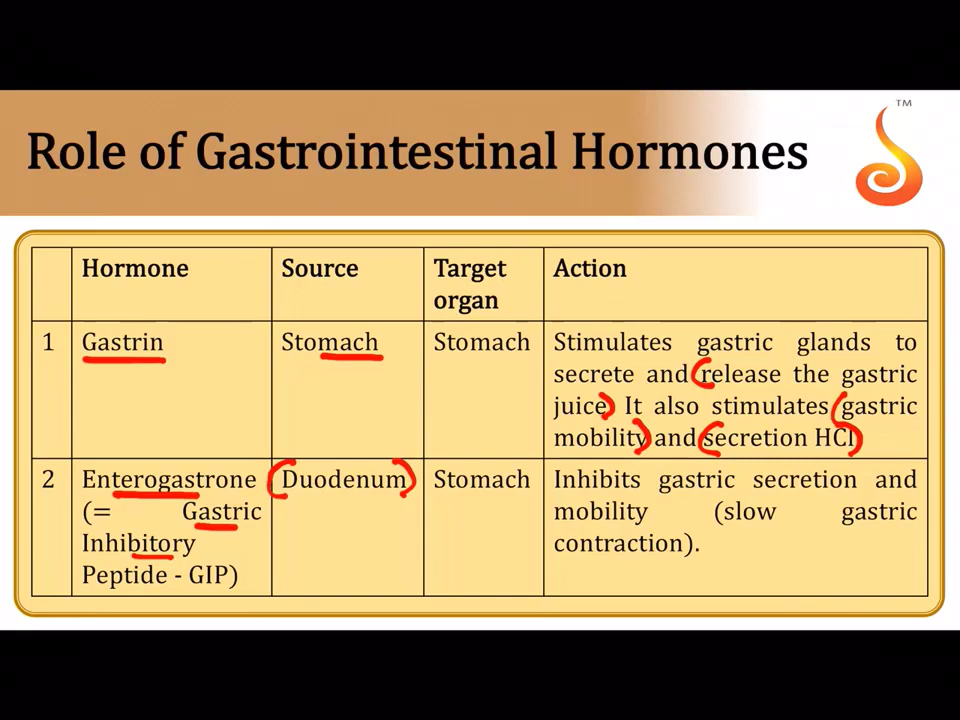 TM
Role of Gastrointestinal Hormones
Hormone Source Target organ Action
1 Gastrin Stomach Stomach Stimulates gastric glands to
secrete and release the gastric
juice. It also stimulates gastric
mobility and secretion HCl.
2 Enterogastrone Duodenum Stomach Inhibits gastric secretion and
(= Gastric mobility (slow gastric
Inhibitory contraction).
Peptide - GIP)